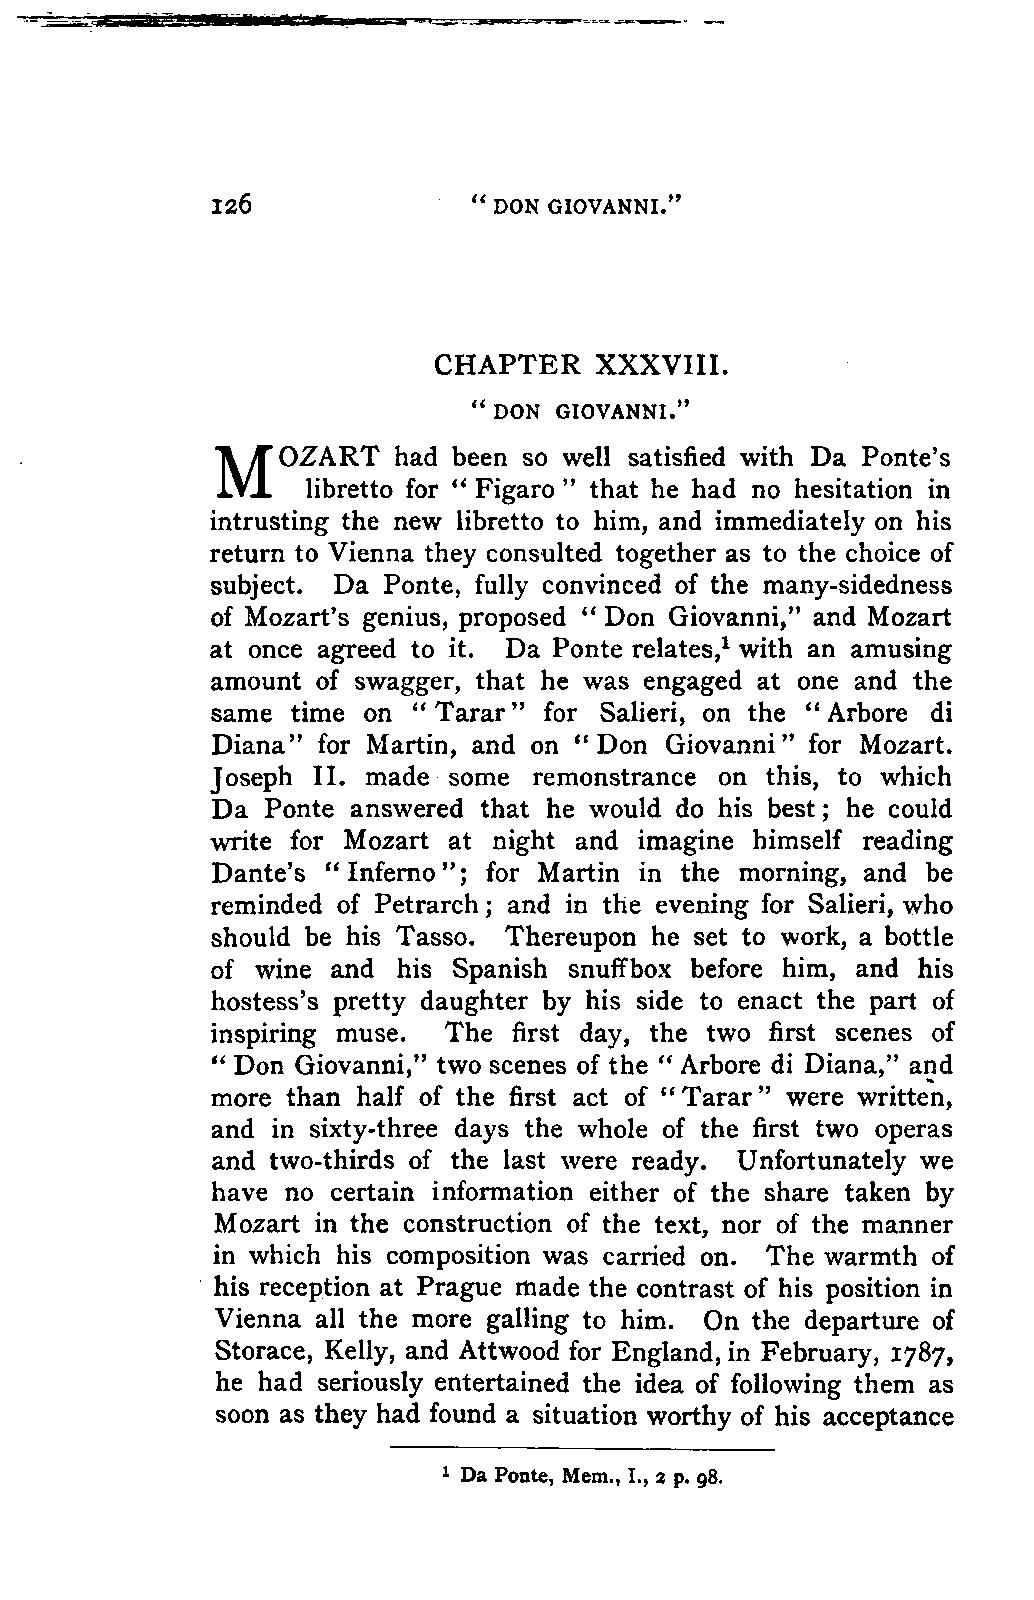 126 “ DON GIOVANNI.”
CHAPTER XXXVIII.
“ DON GIOVANNI.”
MOZART had been so well satisfied with Da Ponte’s
libretto for “ Figaro ” that he had no hesitation in
intrusting the new libretto to him, and immediately on his
return to Vienna they consulted together as to the choice of
subject. Da Ponte, fully convinced of the many-sidedness
of Mozart’s genius, proposed “ Don Giovanni,” and Mozart
at once agreed to it. Da Ponte relates,¹ with an amusing
amount of swagger, that he was engaged at one and the
same time on “ Tarar ” for Salieri, on the “ Arbore di
Diana” for Martin, and on “ Don Giovanni ” for Mozart.
Joseph II. made some remonstrance on this, to which
Da Ponte answered that he would do his best ; he could
write for Mozart at night and imagine himself reading
Dante’s “ Inferno ”; for Martin in the morning, and be
reminded of Petrarch ; and in the evening for Salieri, who
should be his Tasso. Thereupon he set to work, a bottle
of wine and his Spanish snuffbox before him, and his
hostess’s pretty daughter by his side to enact the part of
inspiring muse. The first day, the two first scenes of
“ Don Giovanni,” two scenes of the “ Arbore di Diana,” and
more than half of the first act of “ Tarar ” were written,
and in sixty-three days the whole of the first two operas
and two-thirds of the last were ready. Unfortunately we
have no certain information either of the share taken by
Mozart in the construction of the text, nor of the manner
in which his composition was carried on. The warmth of
his reception at Prague made the contrast of his position in
Vienna all the more galling to him. On the departure of
Storace, Kelly, and Attwood for England, in February, 1787,
he had seriously entertained the idea of following them as
soon as they had found a situation worthy of his acceptance
¹ Da Ponte, Mem., I., 2 p. 98.